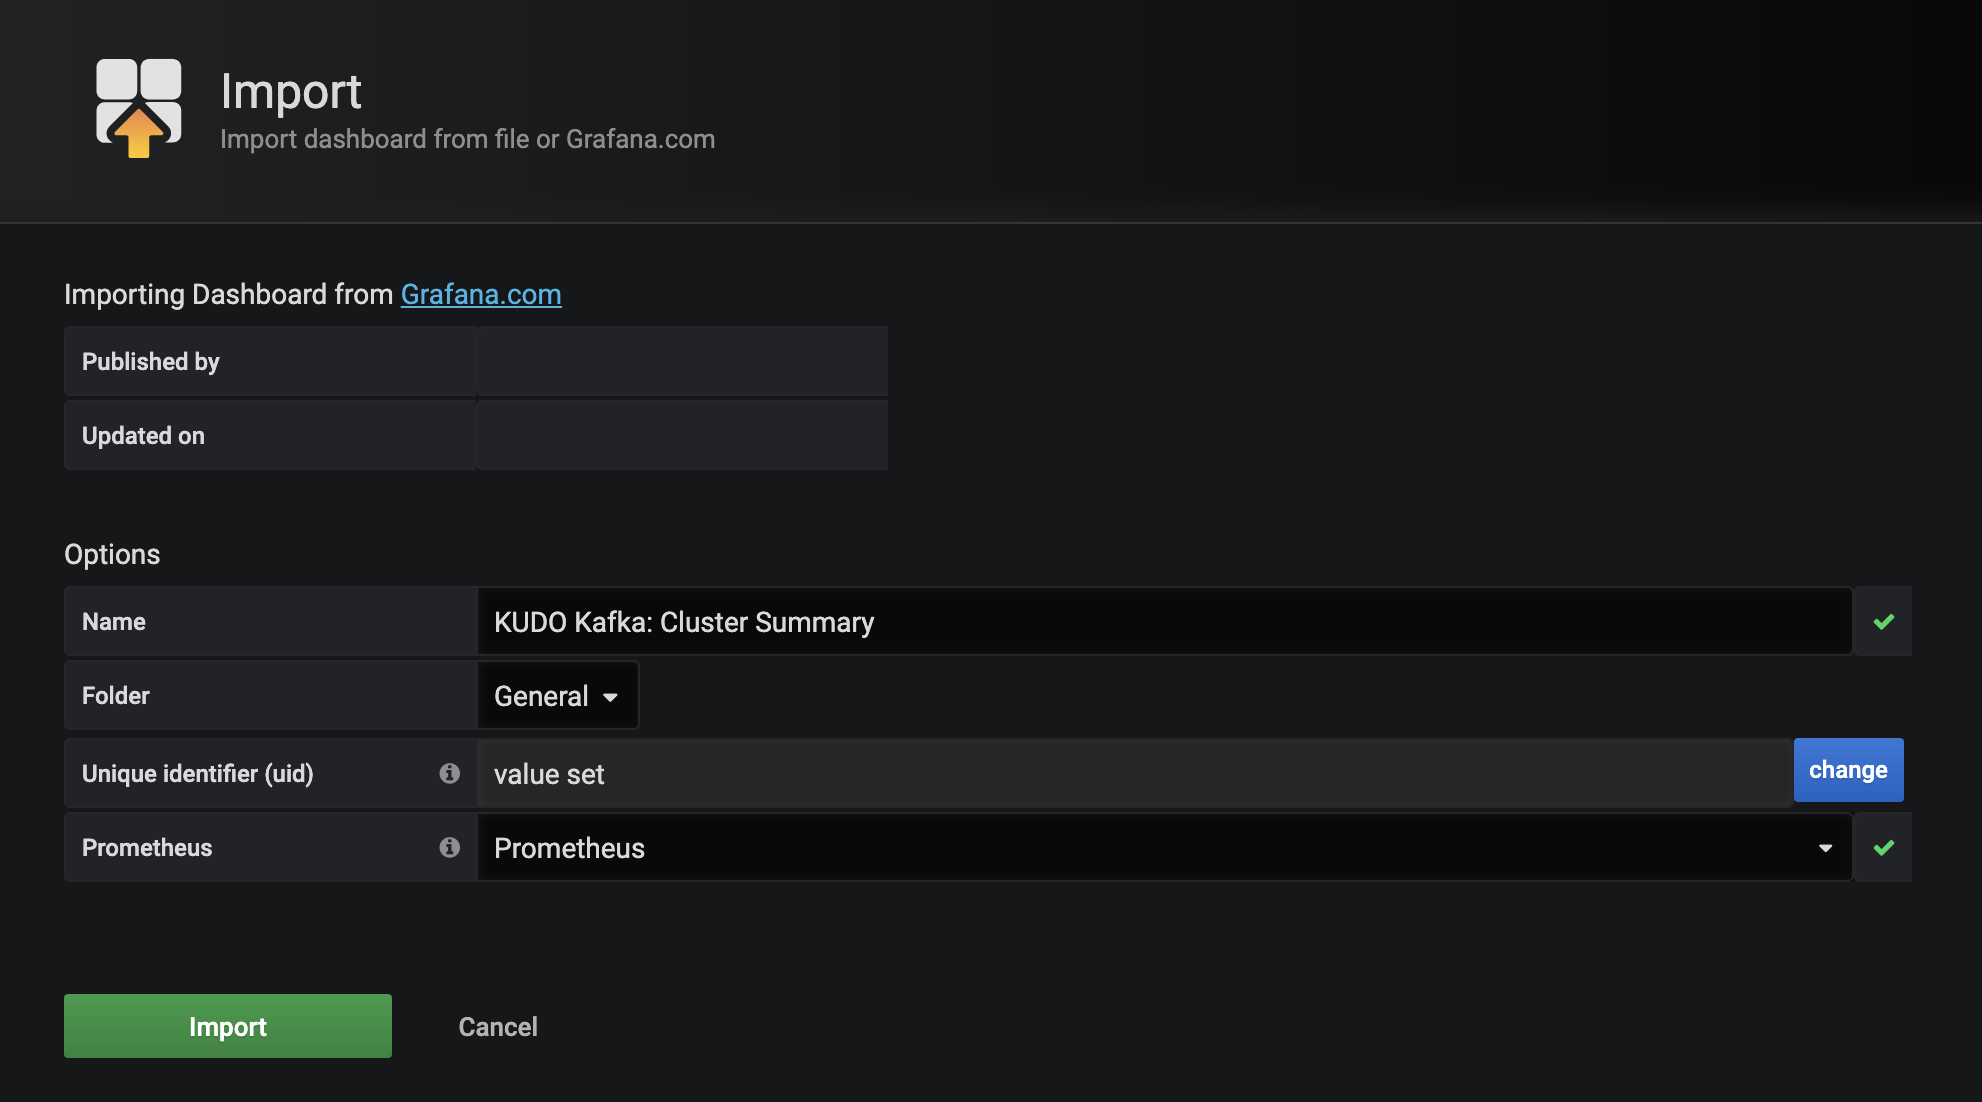 Import
Import dashboard from file or Grafana.com
Importing Dashboard from Grafana.com
Published by
Updated on
Options
Name KUDO Kafka: Cluster Summary
Folder General
Unique identifier (uid) value set change
Prometheus Prometheus
Import Cancel